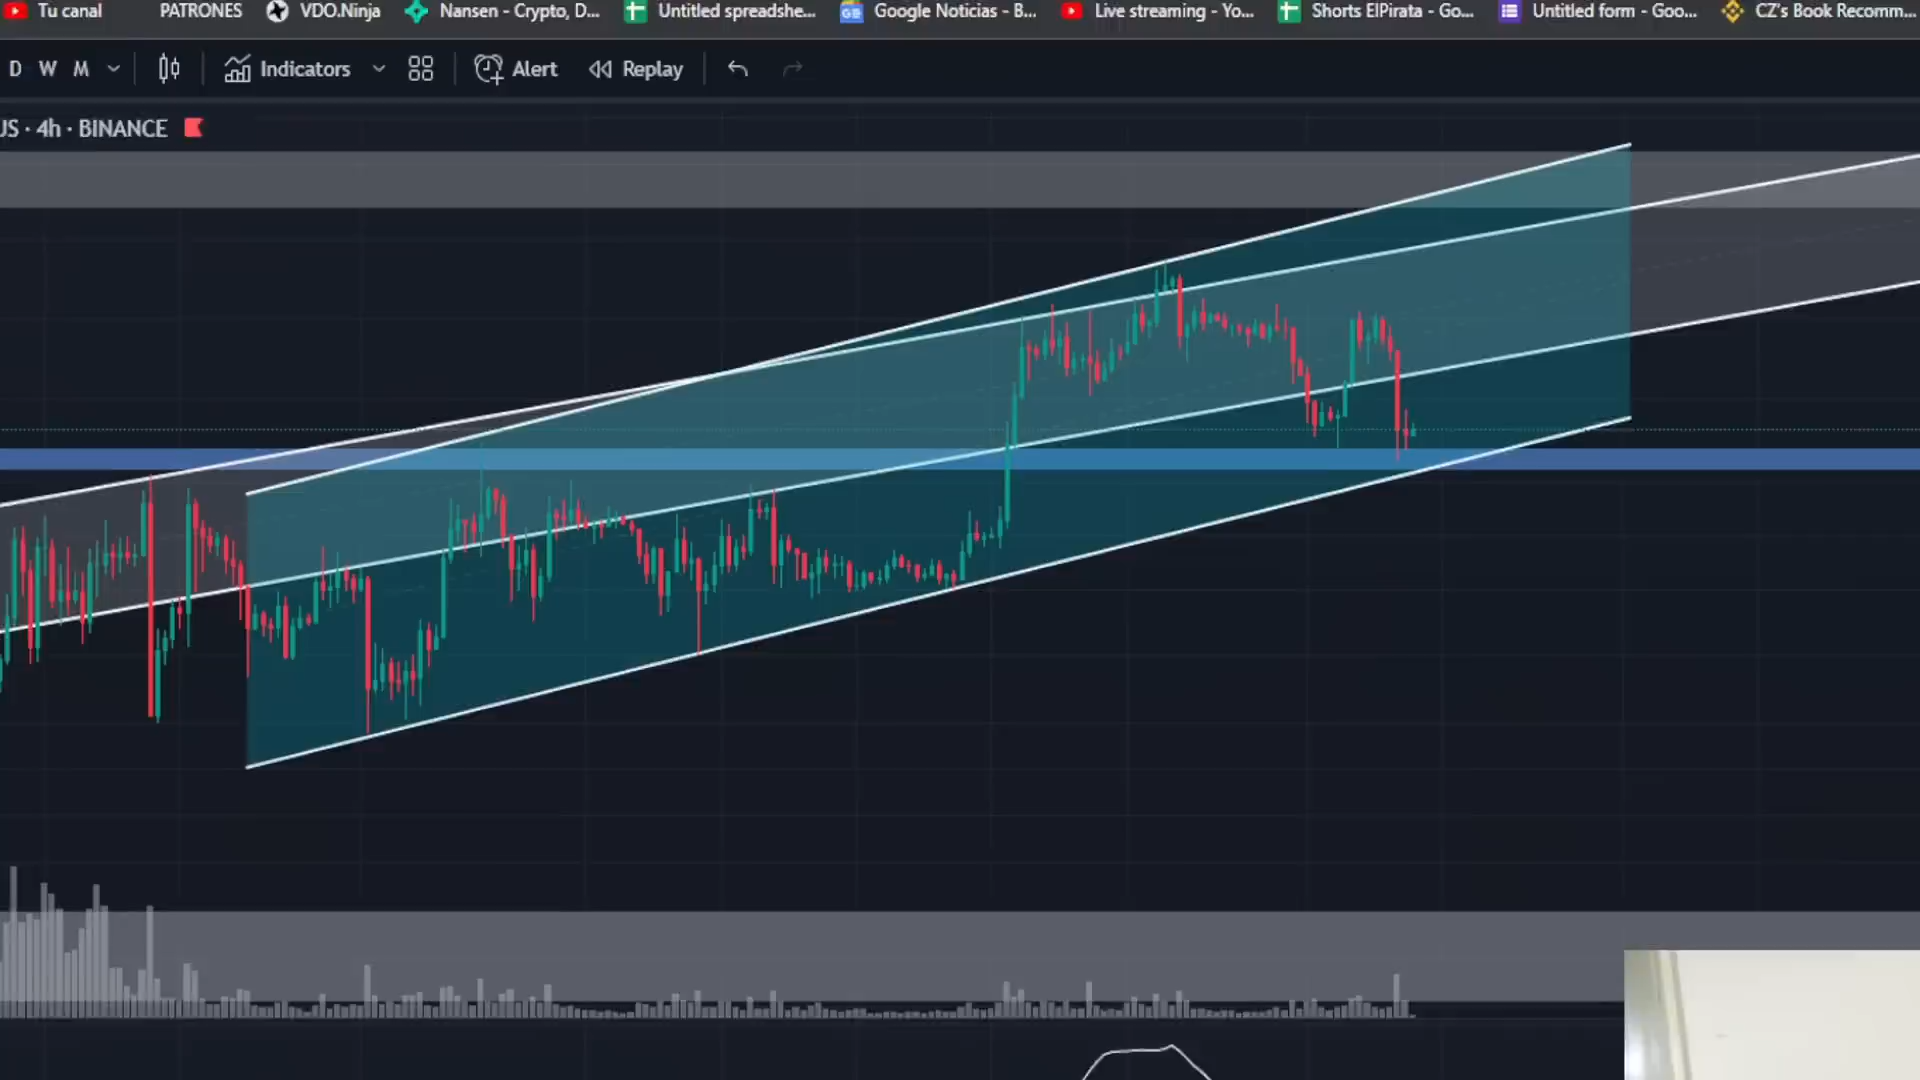 Tu canal PATRONES VDO.Ninja Nansen - Crypto, D... Untitled spreadshe... Google Noticias - B... Live streaming - Yo... Shorts ElPirata - Go... Untitled form - Goo... CZ's Book Recomm...
D W M Indicators Alert Replay
JS · 4h · BINANCE